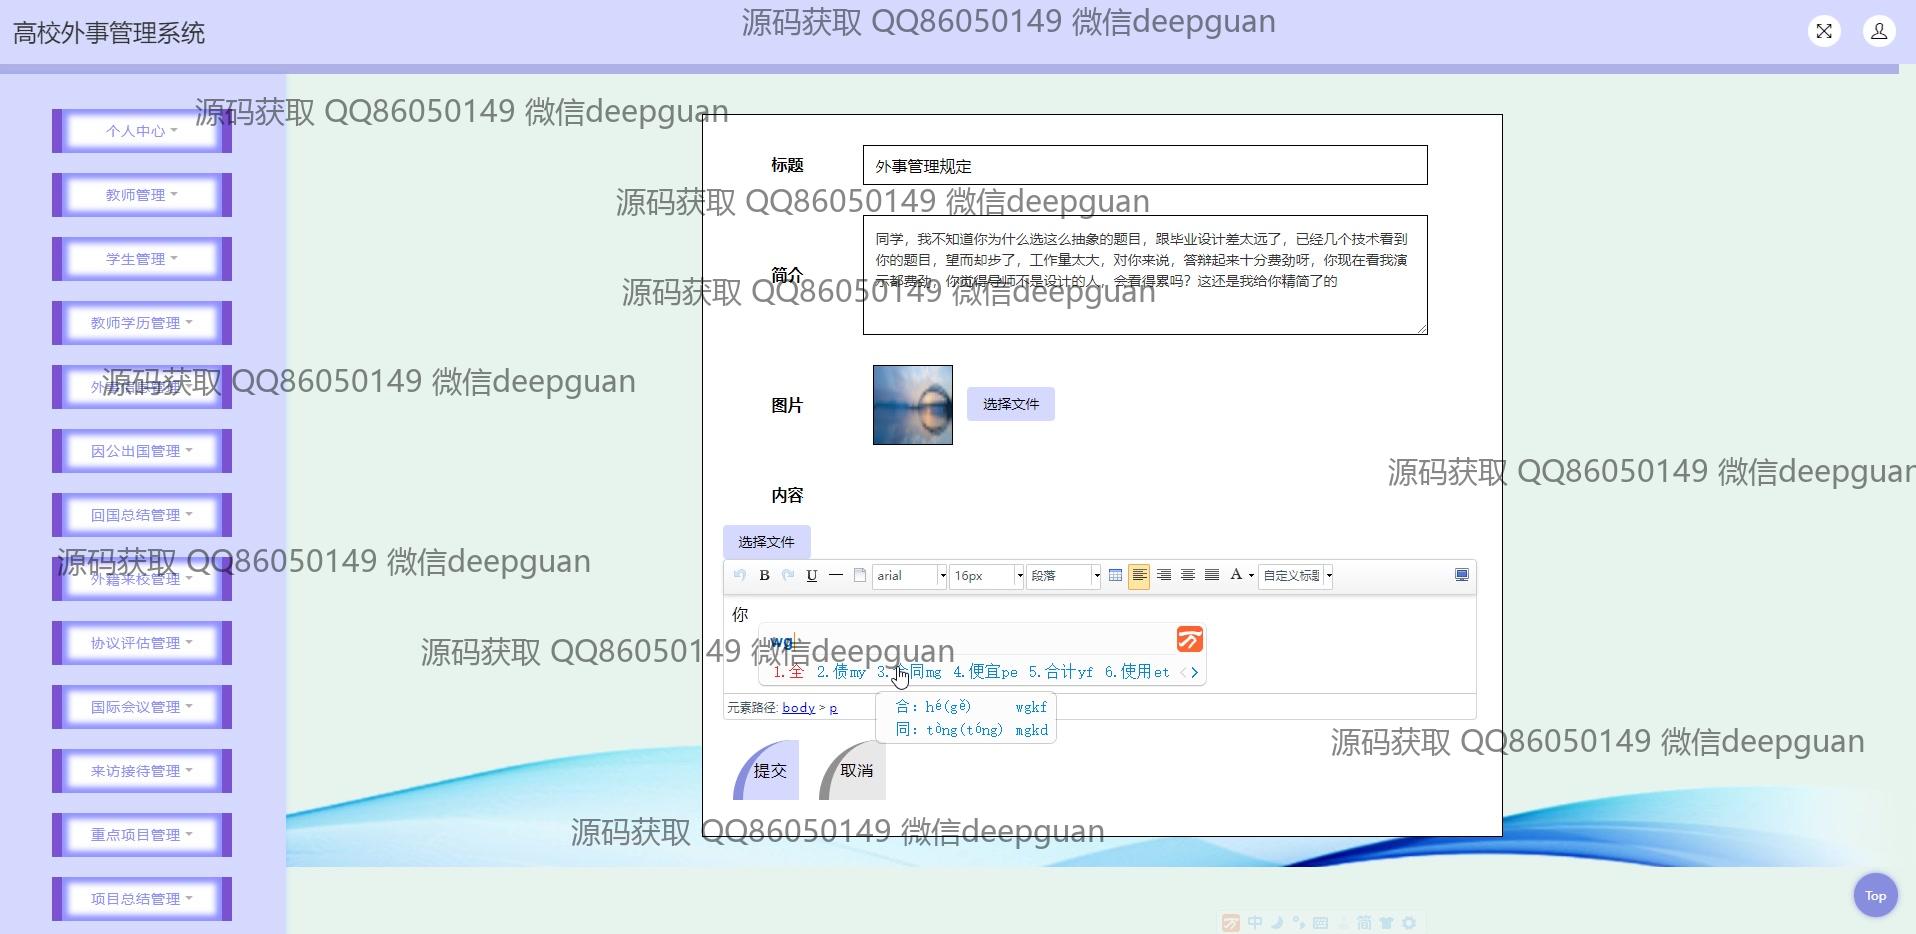 高校外事管理系统
源码获取 QQ86050149 微信deepguan
源码获取 QQ86050149 微信deepguan
个人中心
标题
外事管理规定
教师管理
源码获取 QQ86050149 微信deepguan
学生管理
简介
同学，我不知道你为什么选这么抽象的题目，跟毕业设计差太远了，已经几个技术看到
你的题目，望而却步了，工作量太大，对你来说，答辩起来十分费劲呀，你现在看我演
示都费劲，你觉得导师不是设计的人，会看得累吗？这还是我给你精简了的
源码获取 QQ86050149 微信deepguan
教师学历管理
源码获取 QQ86050149 微信deepguan
图片
选择文件
因公出国管理
源码获取 QQ86050149 微信deepguan
内容
回国总结管理
选择文件
源码获取 QQ86050149 微信deepguan
外籍来校管理
B U arial 16px 段落 A 自定义标题
你
wg
协议评估管理
源码获取 QQ86050149 微信deepguan
1.全 2.债my 3.合同mg 4.便宜pe 5.合计yf 6.使用et
国际会议管理
元素路径: body > p
合: hé(gě) wgkf
同: tòng(tóng) mgkd
源码获取 QQ86050149 微信deepguan
来访接待管理
提交
取消
重点项目管理
源码获取 QQ86050149 微信deepguan
项目总结管理
Top
中 简